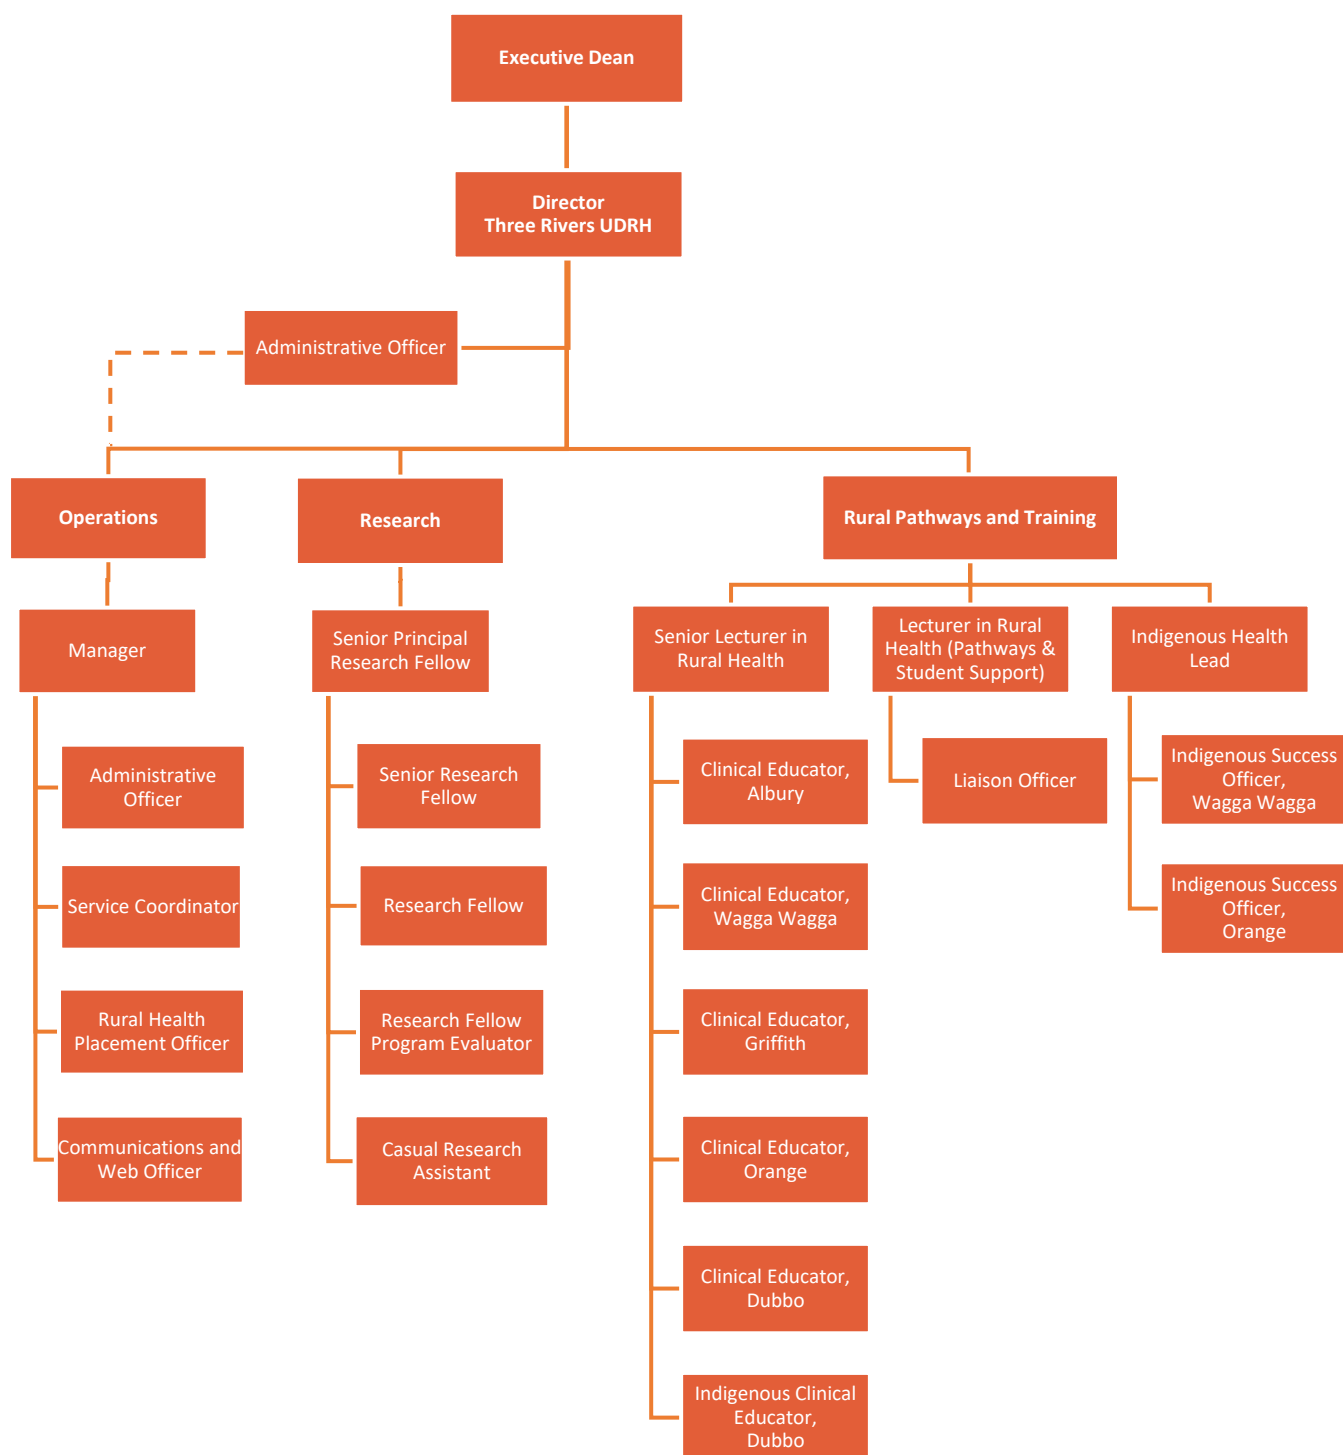 Executive Dean
Director
Three Rivers UDRH
Administrative Officer
Operations
Research
Rural Pathways and Training
Manager
Senior Principal
Research Fellow
Senior Lecturer in
Rural Health
Lecturer in Rural
Health (Pathways &
Student Support)
Indigenous Health
Lead
Administrative
Officer
Service Coordinator
Rural Health
Placement Officer
Communications and
Web Officer
Senior Research
Fellow
Research Fellow
Research Fellow
Program Evaluator
Casual Research
Assistant
Clinical Educator,
Albury
Clinical Educator,
Wagga Wagga
Clinical Educator,
Griffith
Clinical Educator,
Orange
Clinical Educator,
Dubbo
Indigenous Clinical
Educator,
Dubbo
Liaison Officer
Indigenous Success
Officer,
Wagga Wagga
Indigenous Success
Officer,
Orange